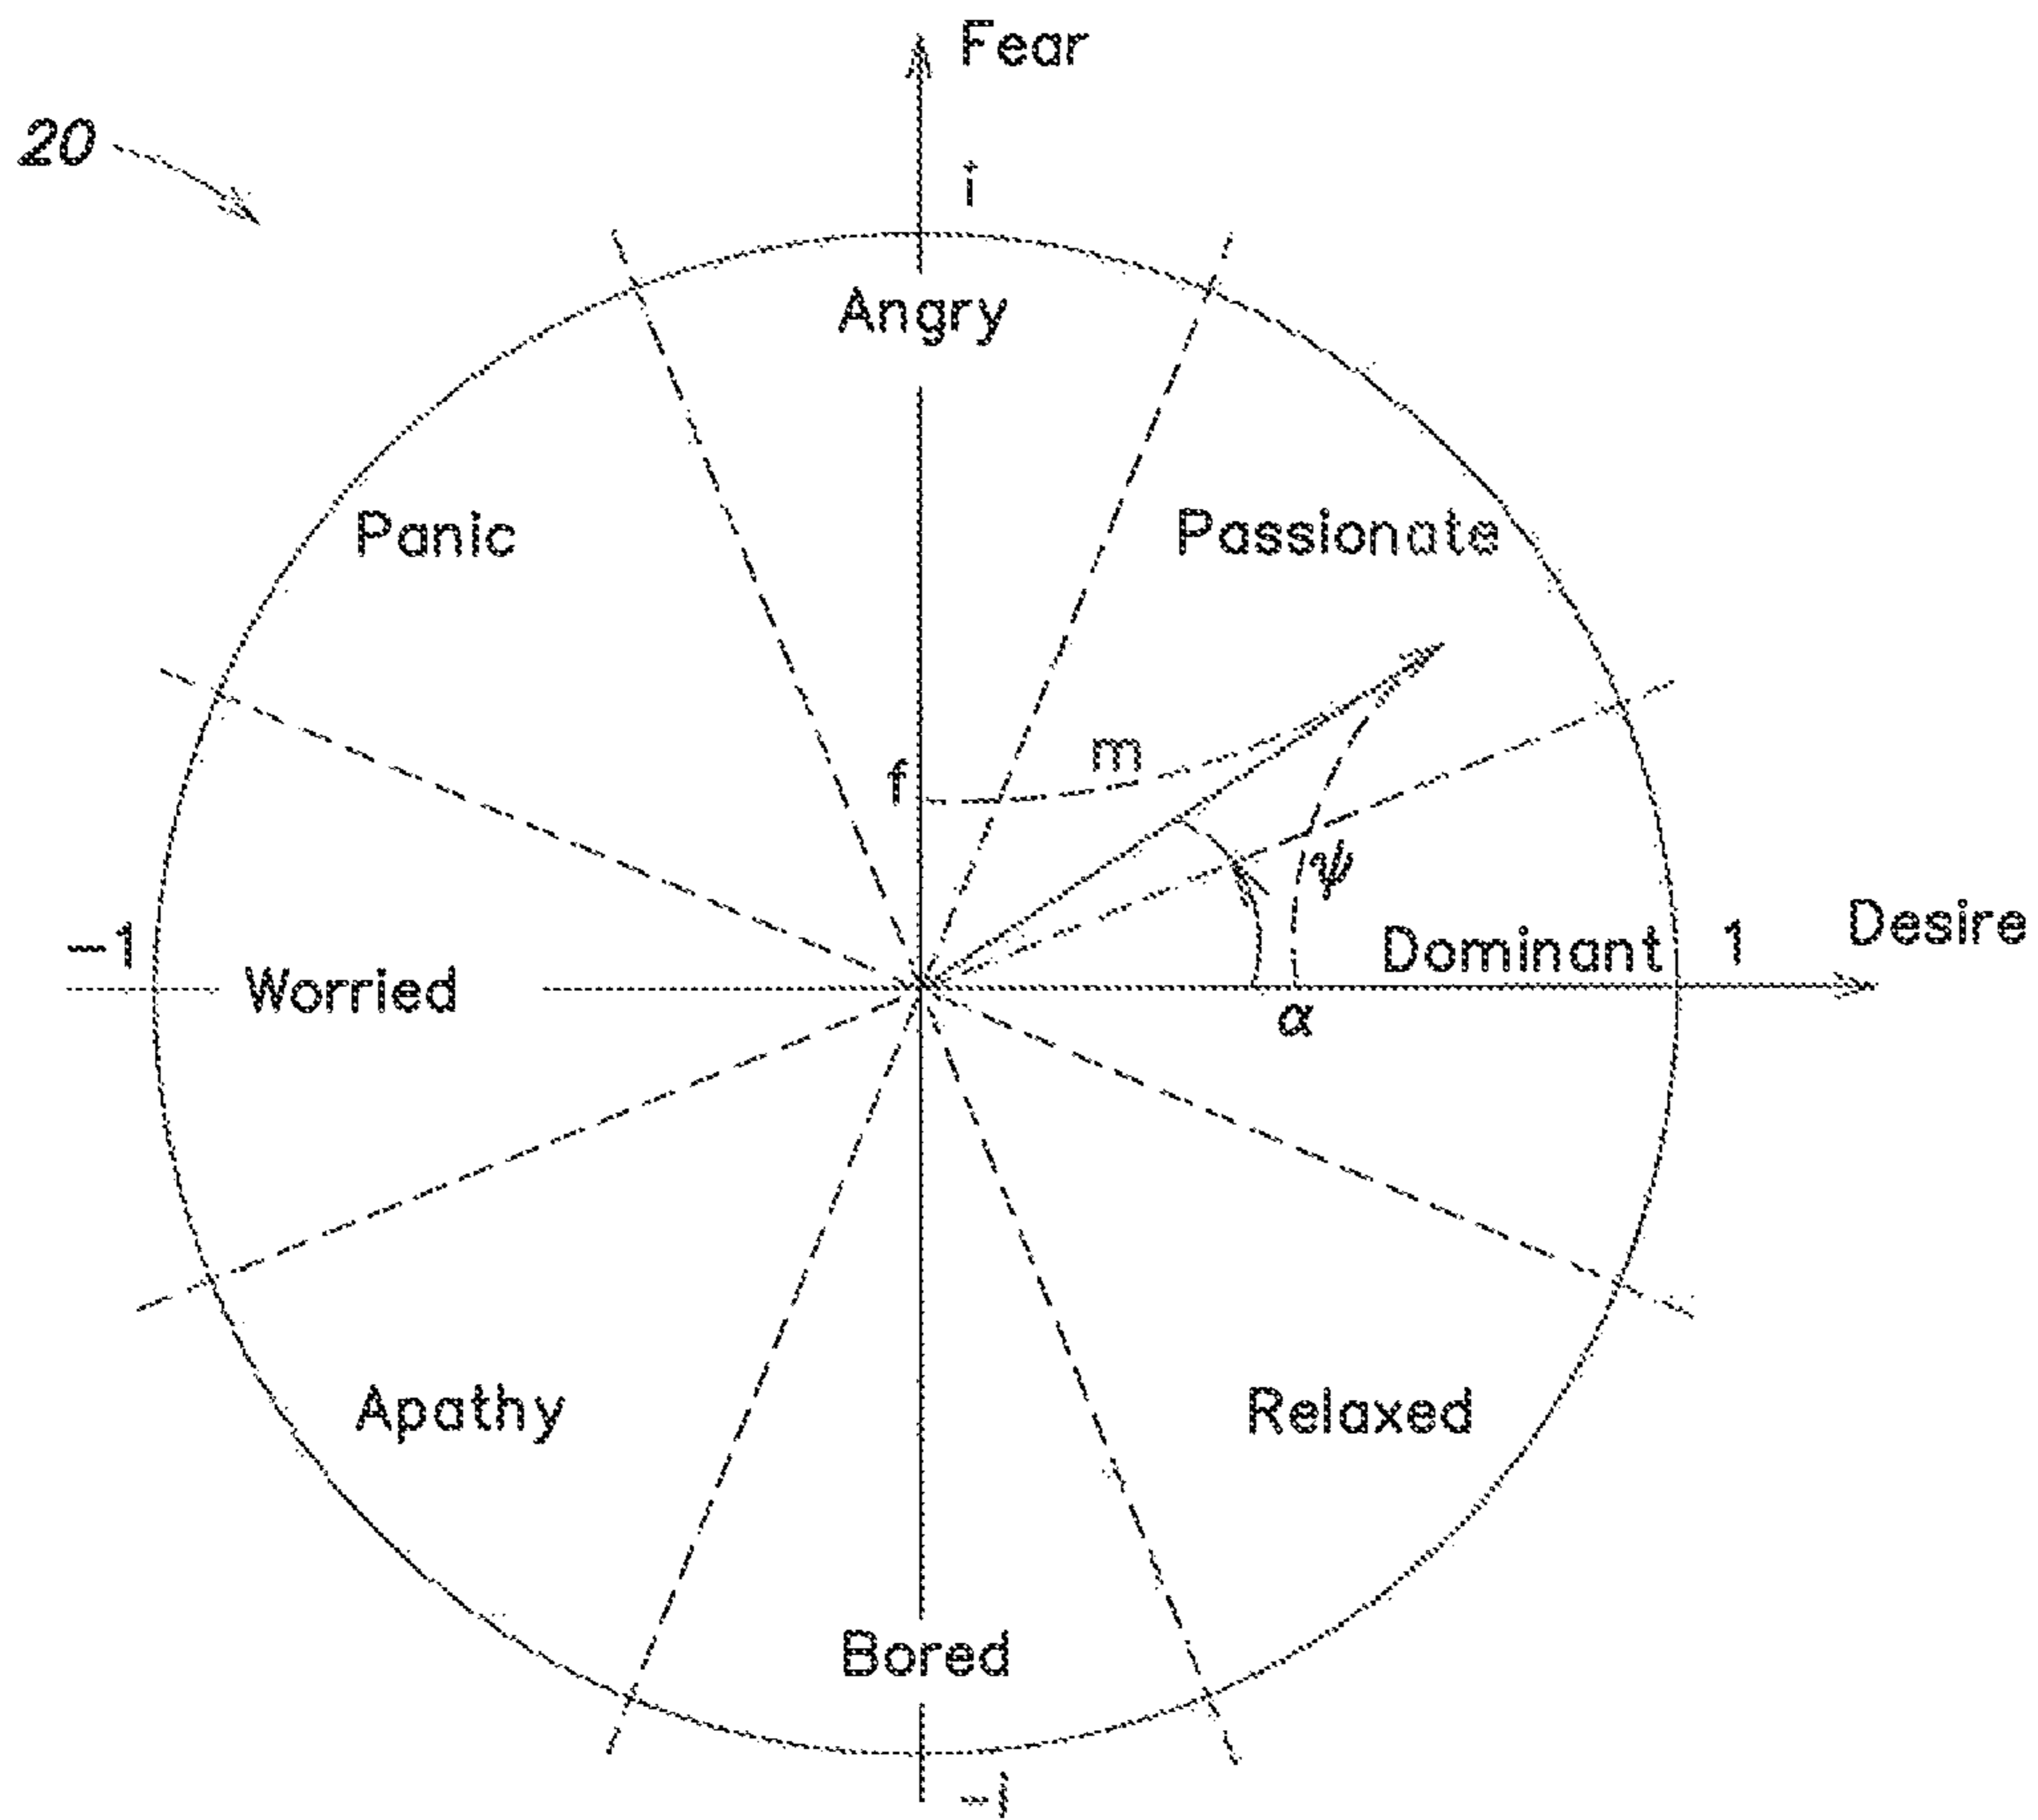 Fear
20
i
Angry
Panic
Passionate
m
f
ψ
Desire
-1
Dominant
1
Worried
α
Apathy
Relaxed
Bored
-i